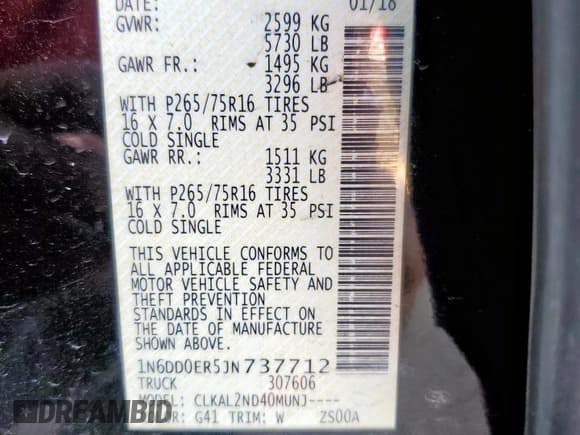 DATE: 01/18
GVWR: 2599 KG
5730 LB
GAWR FR.: 1495 KG
3296 LB
WITH P265/75R16 TIRES
16 X 7.0 RIMS AT 35 PSI
COLD SINGLE
GAWR RR.: 1511 KG
3331 LB
WITH P265/75R16 TIRES
16 X 7.0 RIMS AT 35 PSI
COLD SINGLE
THIS VEHICLE CONFORMS TO
ALL APPLICABLE FEDERAL
MOTOR VEHICLE SAFETY AND
THEFT PREVENTION
STANDARDS IN EFFECT ON
THE DATE OF MANUFACTURE
SHOWN ABOVE.
1N6DD0ER5JN737712
TRUCK 307606
MODEL: CLKAL2ND40MUNJ----
R: G41 TRIM: W ZS00A
DREAMBID